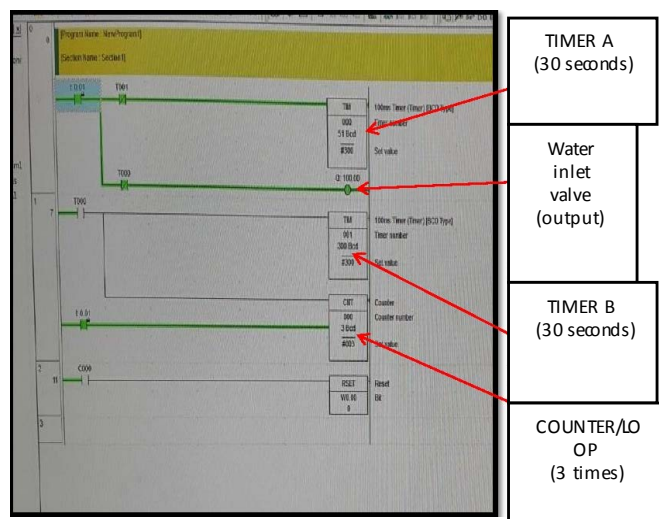 [Program Name : NewProgram1]
[Section Name : Section1]
I: 0.01
T001
TIM
100ms Timer (Timer) [BCD Type]
000
Timer number
51 Bcd
#300
Set value
T000
Q: 100.00
T000
TIM
100ms Timer (Timer) [BCD Type]
001
Timer number
300 Bcd
#300
Set value
CNT
Counter
I: 0.01
000
Counter number
3 Bcd
Set value
C000
RSET
Reset
W0.00
Bit
0
0
0
1
7
2
11
3
TIMER A
(30 seconds)
Water
inlet
valve
(output)
TIMER B
(30 seconds)
COUNTER/LO
OP
(3 times)